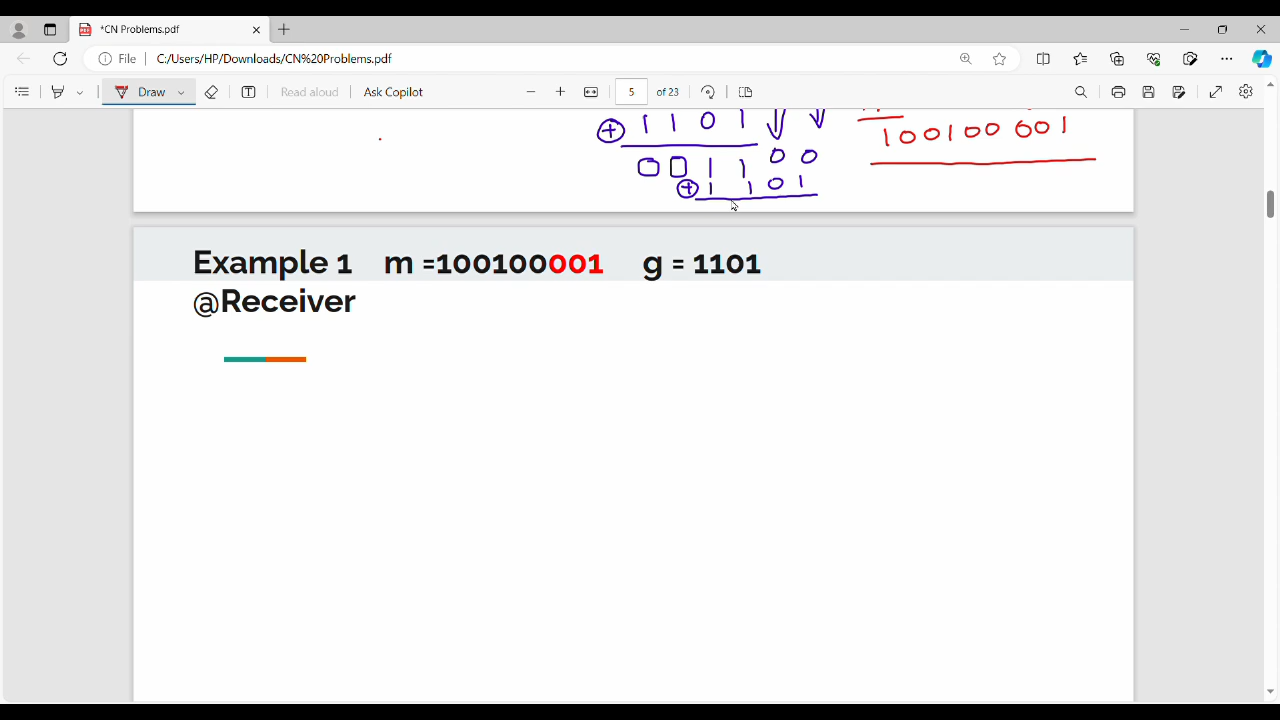 *CN Problems.pdf
File C:/Users/HP/Downloads/CN%20Problems.pdf
Draw Read aloud Ask Copilot 5 of 23
⊕ 1 1 0 1
100100001
0 0 1 1 0 0
⊕ 1 1 0 1
Example 1 m =100100001 g = 1101
@Receiver